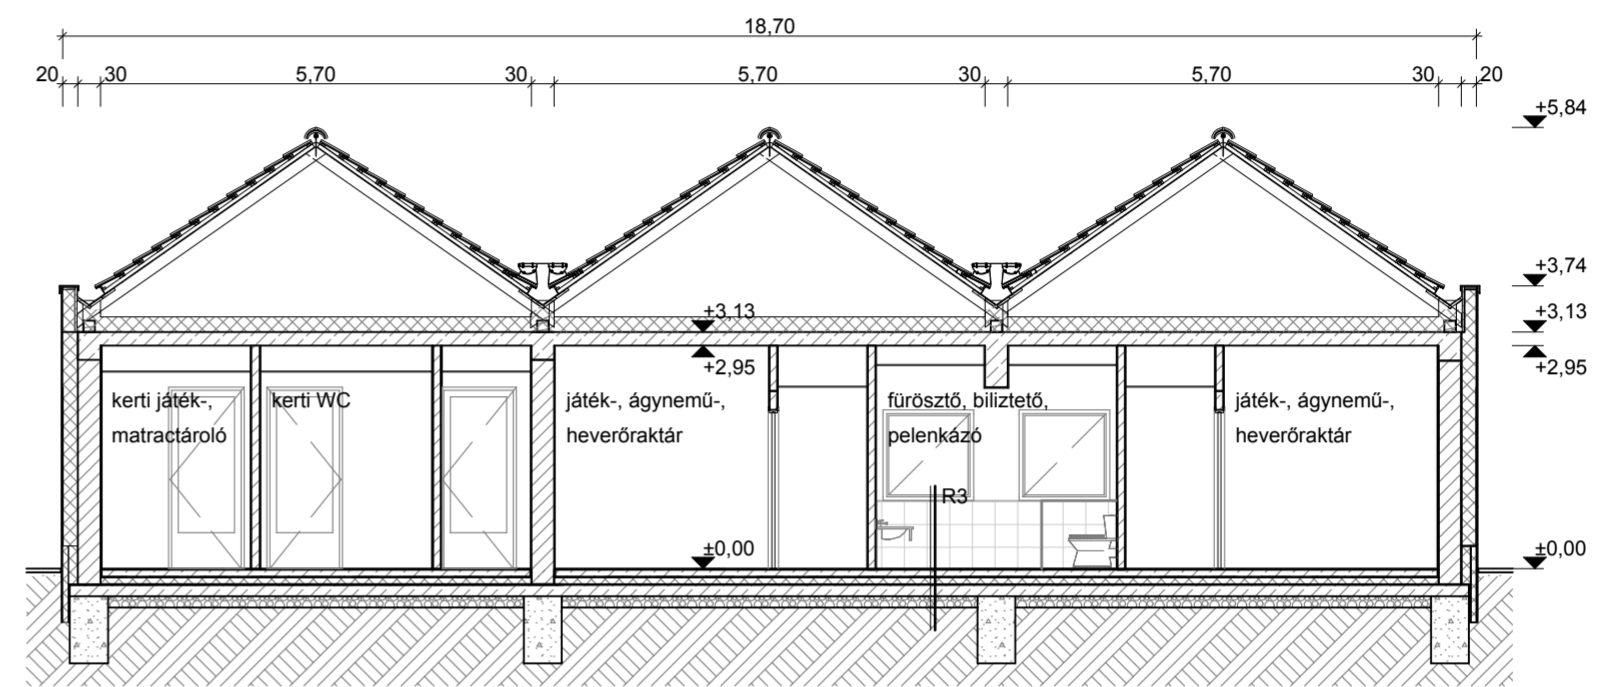 18,70
20 30 5,70 30 5,70 30 5,70 30 20
+5,84
+3,74
+3,13 +3,13
+2,95 +2,95
kerti játék-, kerti WC játék-, ágynemű-, fürösztő, biliztető, játék-, ágynemű-,
matractároló heverőraktár pelenkázó heverőraktár
R3
±0,00 ±0,00